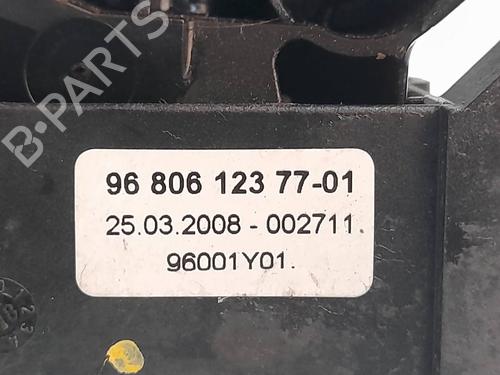 B-PARTS
96 806 123 77-01
25.03.2008 - 002711.
96001Y01.